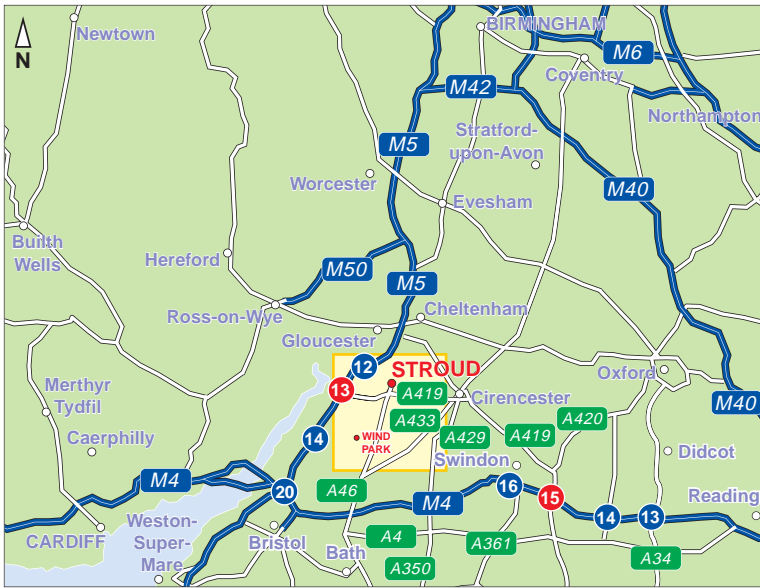 BIRMINGHAM
Newtown
N
M6
Coventry
M42
Northampton
Stratford-
upon-Avon
M5
Worcester
M40
Evesham
Builth
Wells
Hereford
M50
M5
Ross-on-Wye
Cheltenham
Gloucester
12
STROUD
Oxford
13
A419
Cirencester
Merthyr
Tydfil
M40
A433
A420
14
WIND
PARK
A429
A419
Caerphilly
Didcot
Swindon
M4
20
A46
16
M4
15
Reading
14
13
Weston-
Super-
Mare
CARDIFF
Bristol
A4
A361
Bath
A350
A34